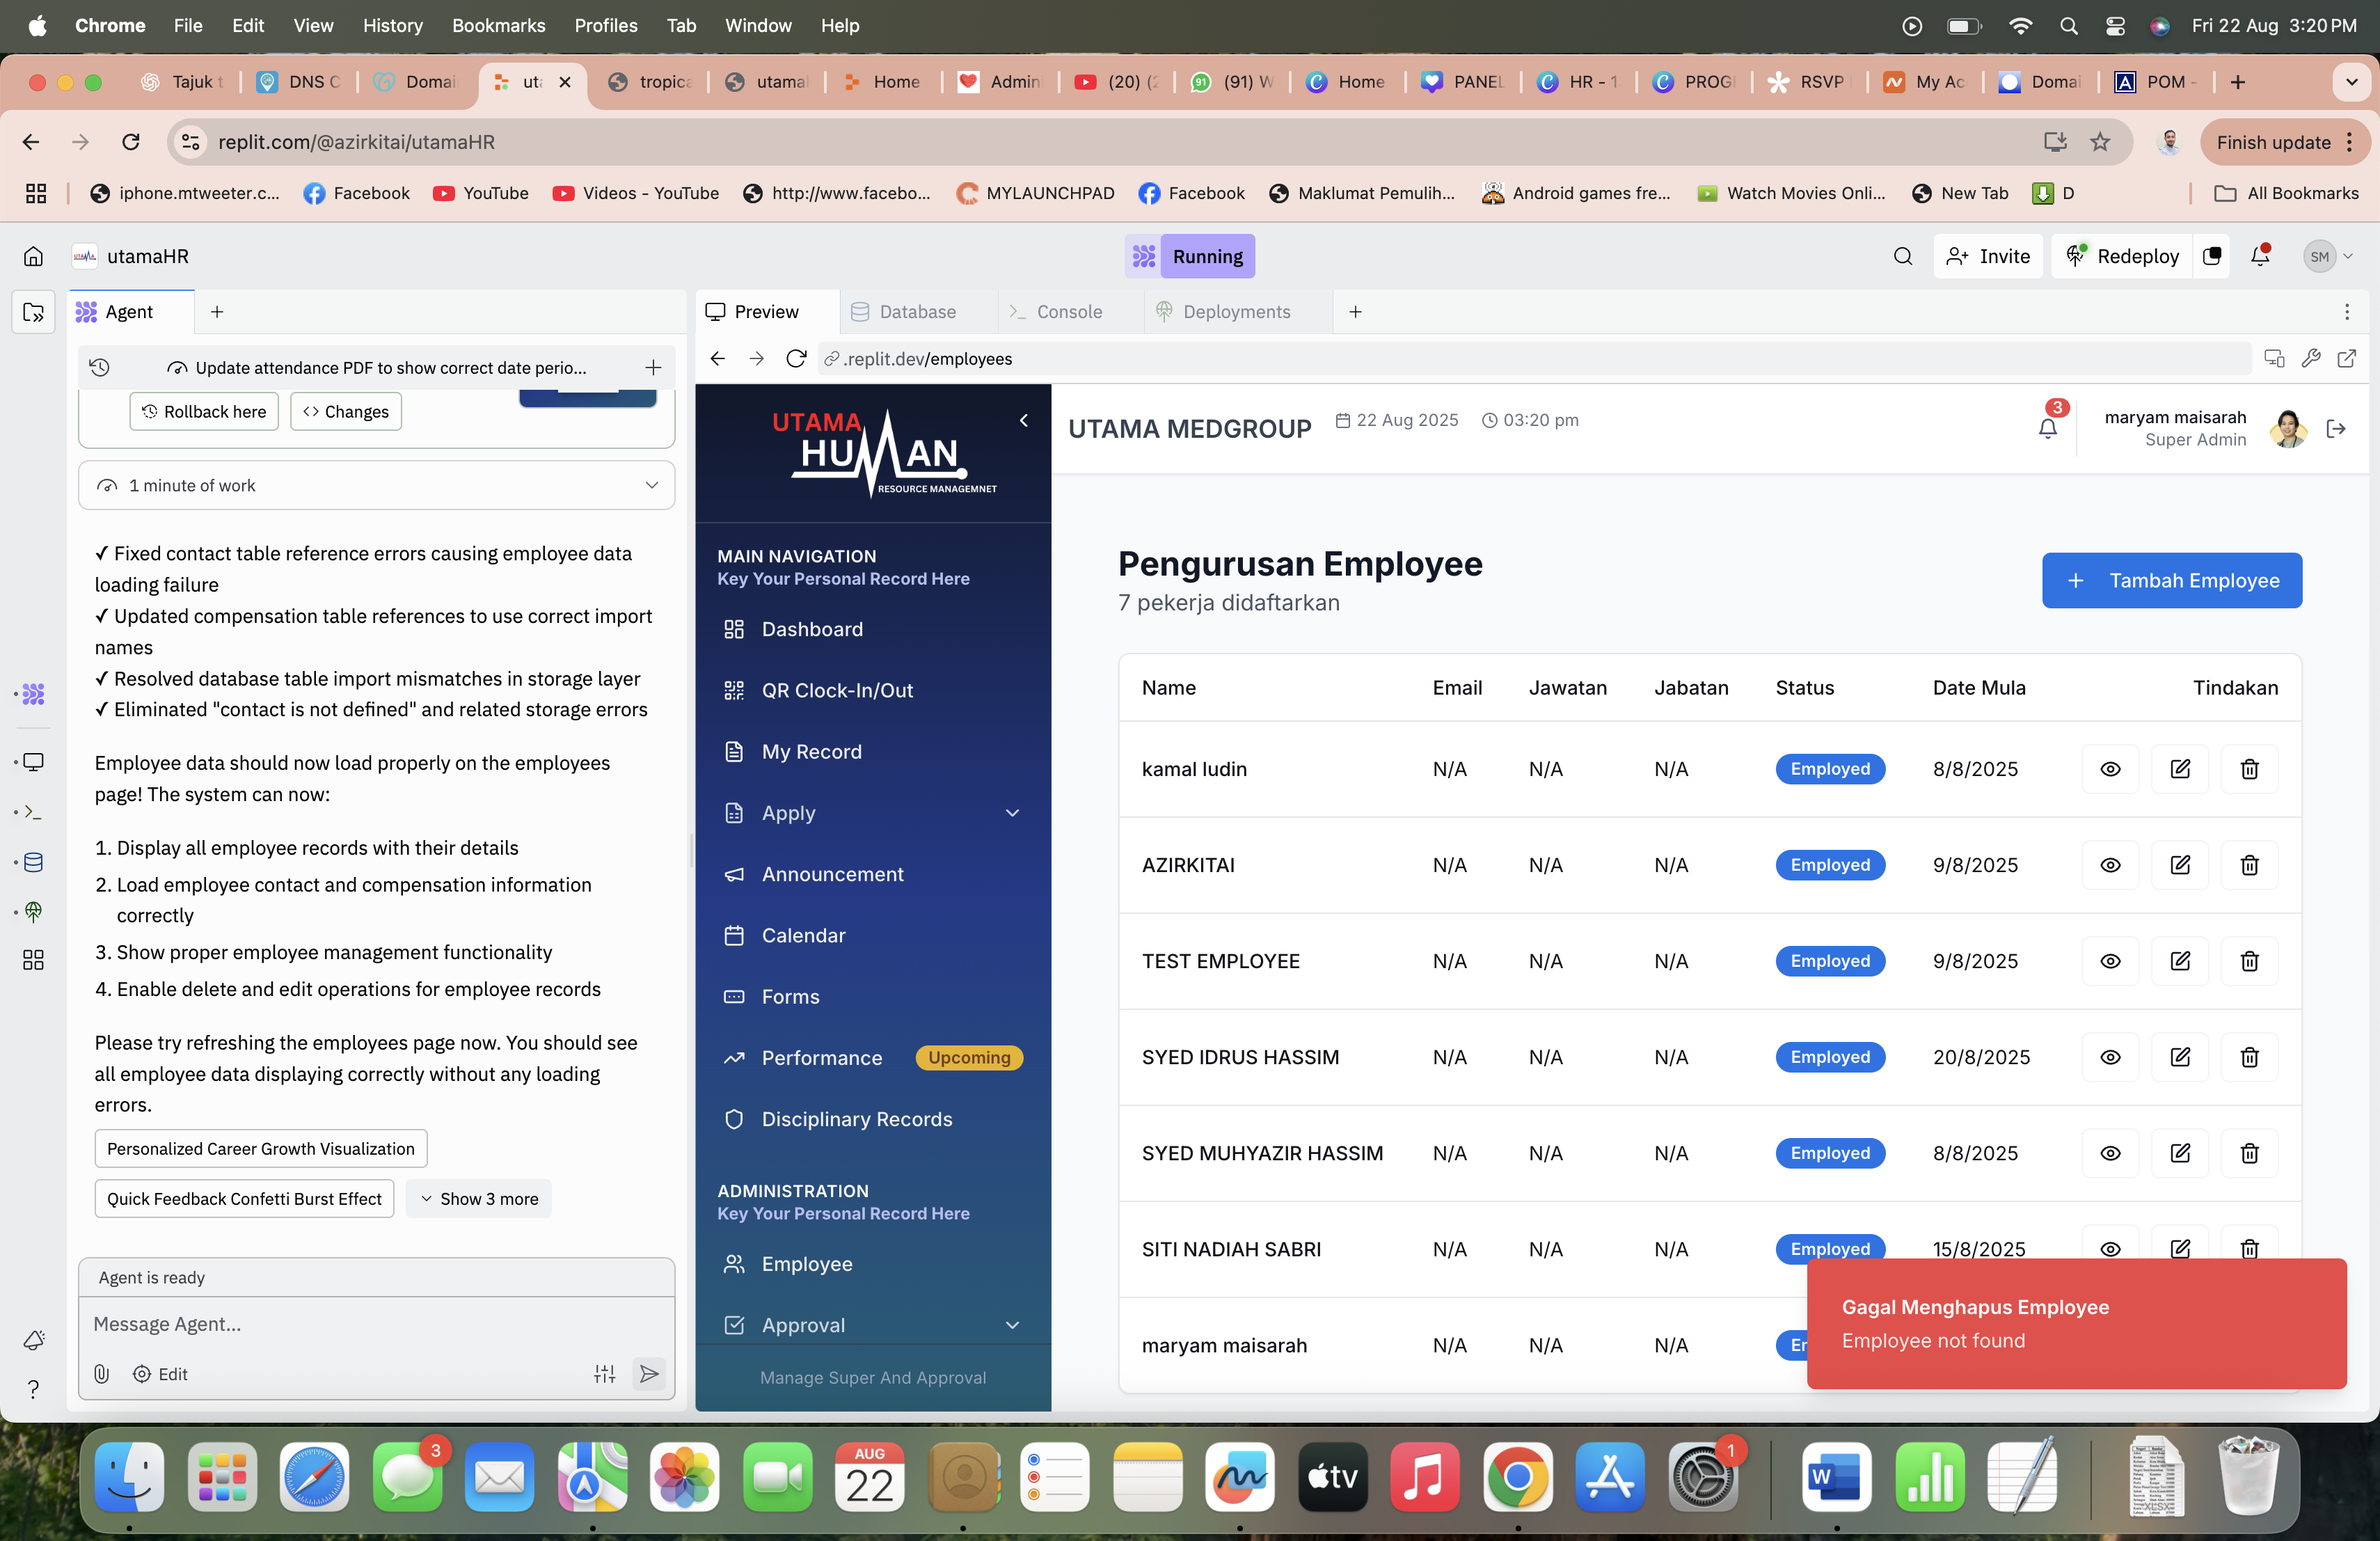 Chrome File Edit View History Bookmarks Profiles Tab Window Help
Fri 22 Aug 3:20 PM
Tajuk t
DNS C
Domai
uta
tropica
utamal
Home
Admin
(20) (2
91
(91) W
Home
PANEL
HR - 1
PROG
RSVP
My Ac
Domai
POM -
replit.com/@azirkitai/utamaHR
Finish update
iphone.mtweeter.c...
Facebook
YouTube
Videos - YouTube
http://www.facebo...
MYLAUNCHPAD
Facebook
Maklumat Pemulih...
Android games fre...
Watch Movies Onli...
New Tab
D
All Bookmarks
utamaHR
Running
Invite
Redeploy
SM
Agent
Preview
Database
Console
Deployments
Update attendance PDF to show correct date perio...
.replit.dev/employees
Rollback here
Changes
1 minute of work
✓ Fixed contact table reference errors causing employee data
loading failure
✓ Updated compensation table references to use correct import
names
✓ Resolved database table import mismatches in storage layer
✓ Eliminated "contact is not defined" and related storage errors
Employee data should now load properly on the employees
page! The system can now:
1. Display all employee records with their details
2. Load employee contact and compensation information
correctly
3. Show proper employee management functionality
4. Enable delete and edit operations for employee records
Please try refreshing the employees page now. You should see
all employee data displaying correctly without any loading
errors.
Personalized Career Growth Visualization
Quick Feedback Confetti Burst Effect
Show 3 more
Agent is ready
Message Agent...
Edit
UTAMA
HUMAN
RESOURCE MANAGEMNET
MAIN NAVIGATION
Key Your Personal Record Here
Dashboard
QR Clock-In/Out
My Record
Apply
Announcement
Calendar
Forms
Performance Upcoming
Disciplinary Records
ADMINISTRATION
Key Your Personal Record Here
Employee
Approval
Manage Super And Approval
UTAMA MEDGROUP
22 Aug 2025
03:20 pm
3
maryam maisarah
Super Admin
Pengurusan Employee
7 pekerja didaftarkan
+ Tambah Employee
Name Email Jawatan Jabatan Status Date Mula Tindakan
kamal ludin N/A N/A N/A Employed 8/8/2025
AZIRKITAI N/A N/A N/A Employed 9/8/2025
TEST EMPLOYEE N/A N/A N/A Employed 9/8/2025
SYED IDRUS HASSIM N/A N/A N/A Employed 20/8/2025
SYED MUHYAZIR HASSIM N/A N/A N/A Employed 8/8/2025
SITI NADIAH SABRI N/A N/A N/A Employed 15/8/2025
maryam maisarah N/A N/A N/A
Gagal Menghapus Employee
Employee not found
3
AUG
22
tv
1
W
XLSX